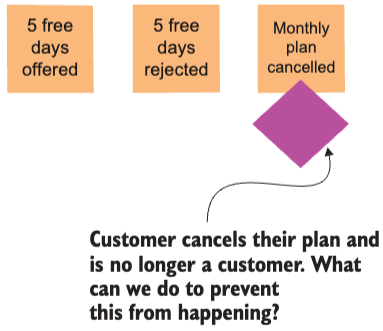 5 free
days
offered
5 free
days
rejected
Monthly
plan
cancelled
Customer cancels their plan and
is no longer a customer. What
can we do to prevent
this from happening?